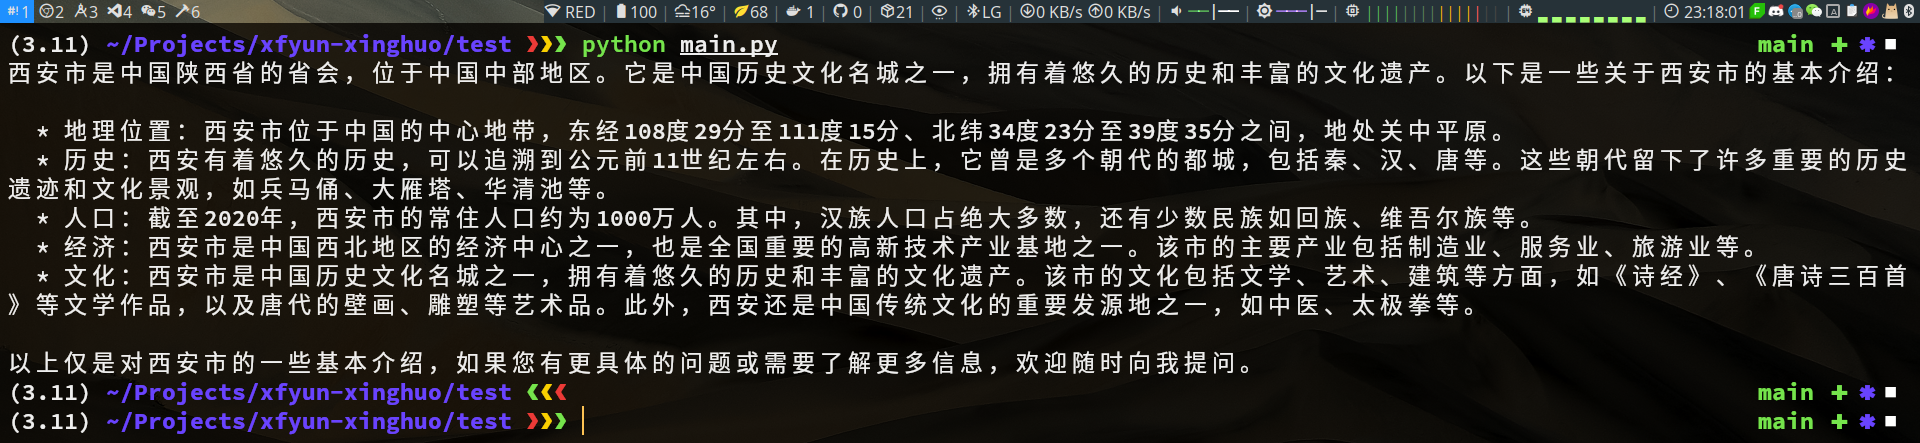 #! 1 2 3 4 5 6 RED | 100 | 16° | 68 | 1 | 0 | 21 | | LG | 0 KB/s 0 KB/s | | | | | 23:18:01
(3.11) ~/Projects/xfyun-xinghuo/test ❯❯❯ python main.py main ✚ ✱ ■
西安市是中国陕西省的省会，位于中国中部地区。它是中国历史文化名城之一，拥有着悠久的历史和丰富的文化遗产。以下是一些关于西安市的基本介绍：
* 地理位置：西安市位于中国的中心地带，东经108度29分至111度15分、北纬34度23分至39度35分之间，地处关中平原。
* 历史：西安有着悠久的历史，可以追溯到公元前11世纪左右。在历史上，它曾是多个朝代的都城，包括秦、汉、唐等。这些朝代留下了许多重要的历史
遗迹和文化景观，如兵马俑、大雁塔、华清池等。
* 人口：截至2020年，西安市的常住人口约为1000万人。其中，汉族人口占绝大多数，还有少数民族如回族、维吾尔族等。
* 经济：西安市是中国西北地区的经济中心之一，也是全国重要的高新技术产业基地之一。该市的主要产业包括制造业、服务业、旅游业等。
* 文化：西安市是中国历史文化名城之一，拥有着悠久的历史和丰富的文化遗产。该市的文化包括文学、艺术、建筑等方面，如《诗经》、《唐诗三百首
》等文学作品，以及唐代的壁画、雕塑等艺术品。此外，西安还是中国传统文化的重要发源地之一，如中医、太极拳等。
以上仅是对西安市的一些基本介绍，如果您有更具体的问题或需要了解更多信息，欢迎随时向我提问。
(3.11) ~/Projects/xfyun-xinghuo/test ❮❮❮ main ✚ ✱ ■
(3.11) ~/Projects/xfyun-xinghuo/test ❯❯❯ main ✚ ✱ ■